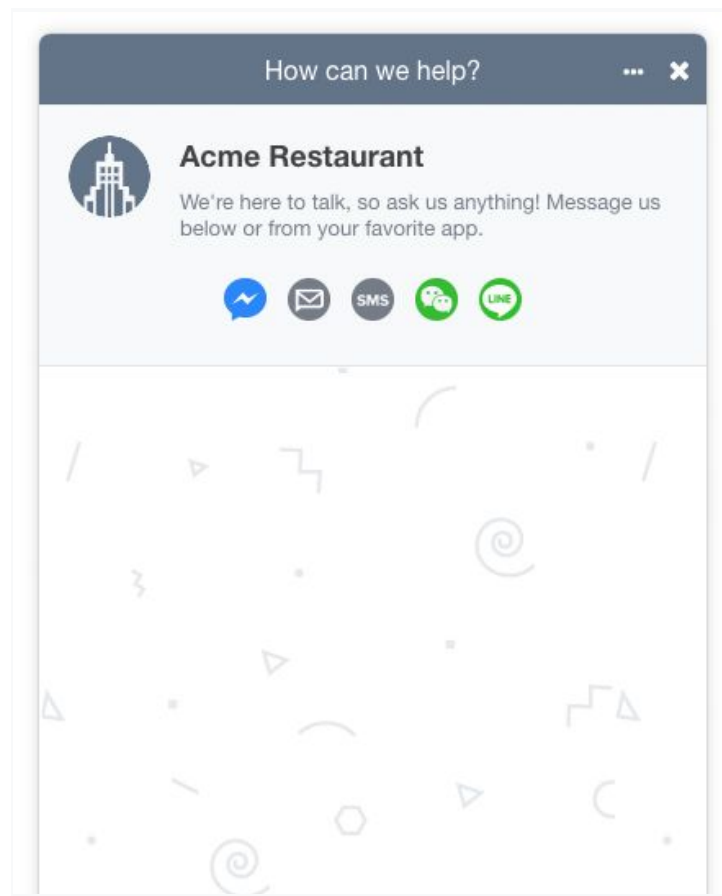 How can we help?
Acme Restaurant
We're here to talk, so ask us anything! Message us
below or from your favorite app.
SMS
LINE